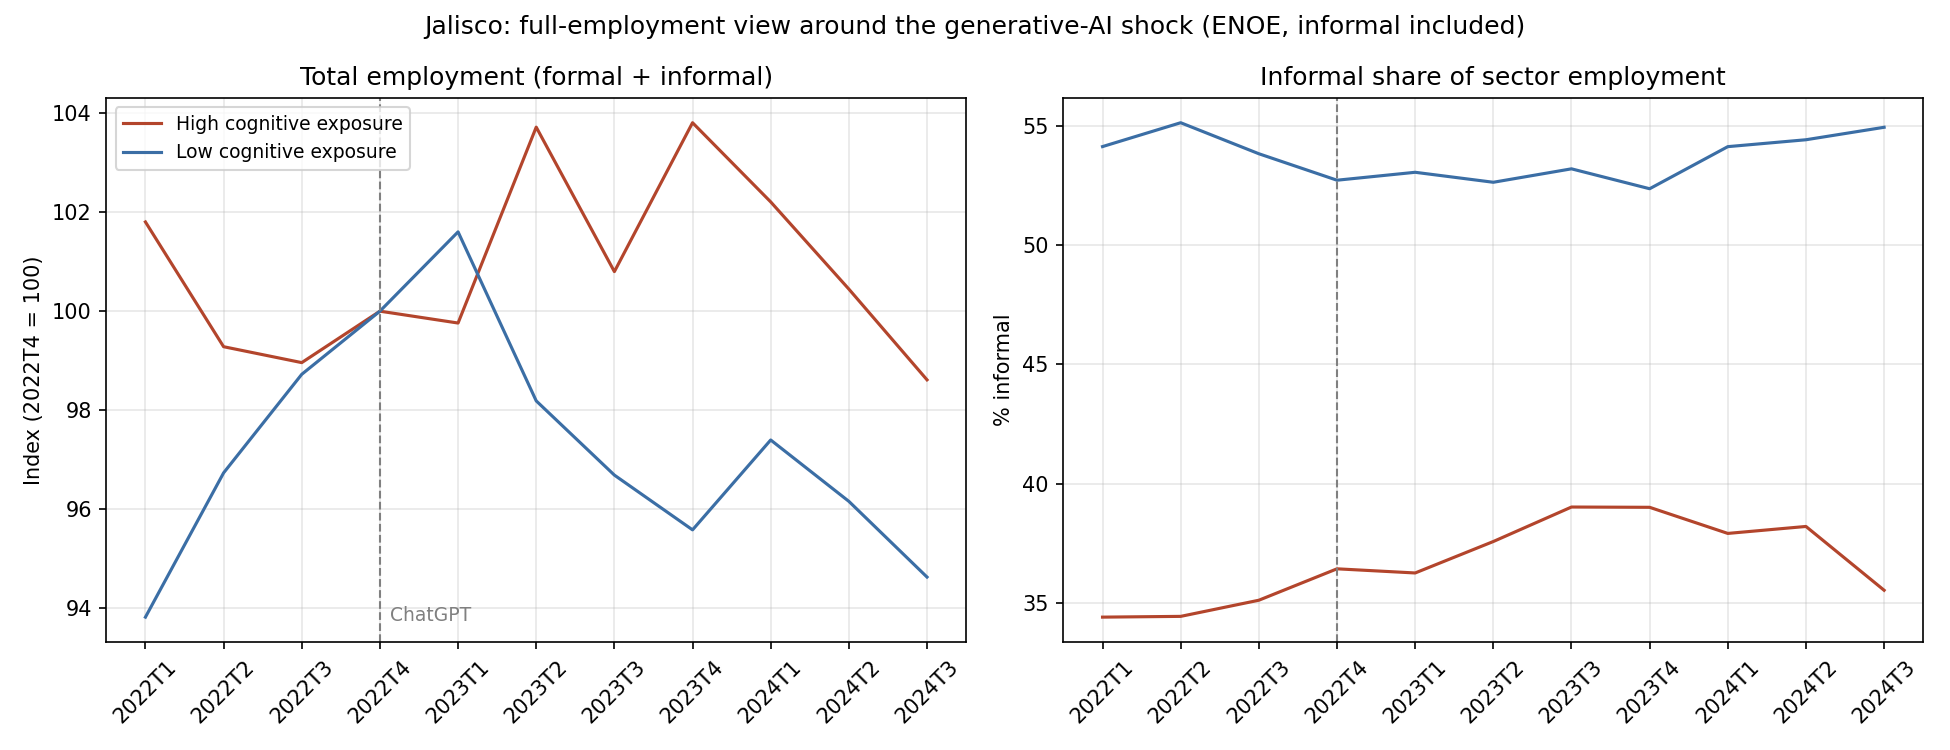 Jalisco: full-employment view around the generative-AI shock (ENOE, informal included)
Total employment (formal + informal)
High cognitive exposure
Low cognitive exposure
Index (2022T4 = 100)
104
102
100
98
96
94
ChatGPT
2022T1
2022T2
2022T3
2022T4
2023T1
2023T2
2023T3
2023T4
2024T1
2024T2
2024T3
Informal share of sector employment
% informal
55
50
45
40
35
2022T1
2022T2
2022T3
2022T4
2023T1
2023T2
2023T3
2023T4
2024T1
2024T2
2024T3